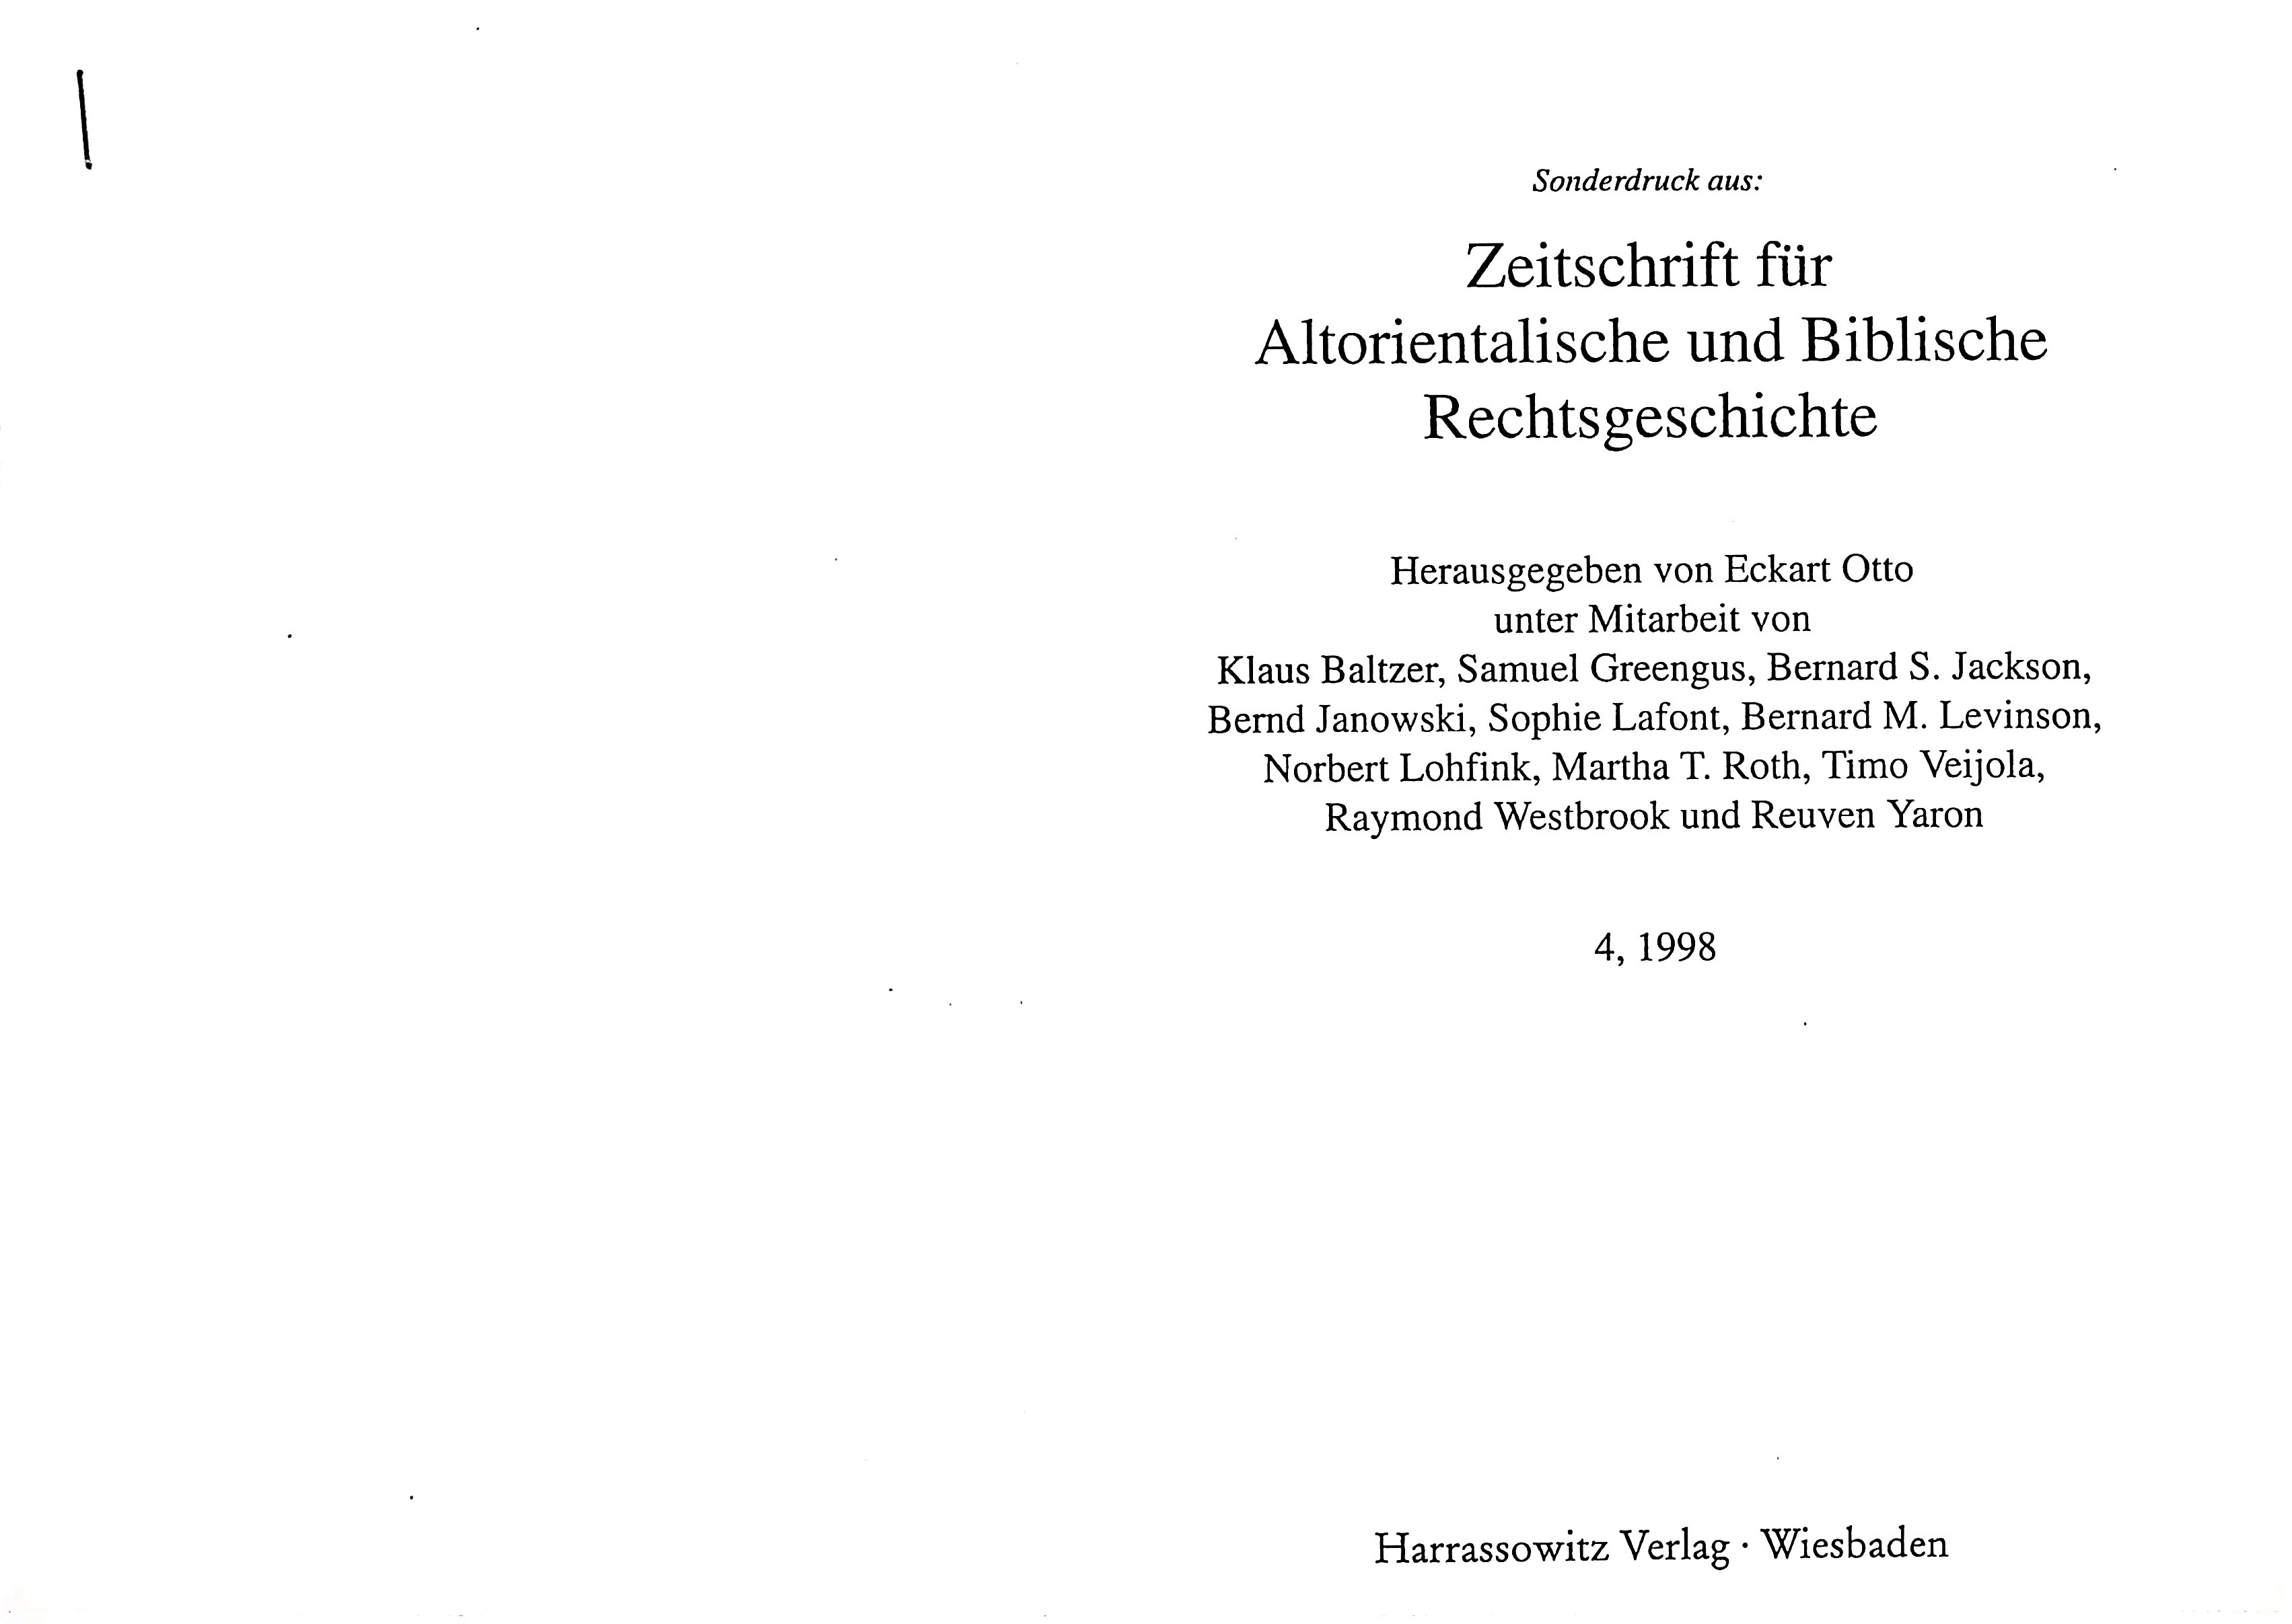 Sonderdruck aus:
Zeitschrift für
Altorientalische und Biblische
Rechtsgeschichte
Herausgegeben von Eckart Otto
unter Mitarbeit von
Klaus Baltzer, Samuel Greengus, Bernard S. Jackson,
Bernd Janowski, Sophie Lafont, Bernard M. Levinson,
Norbert Lohfink, Martha T. Roth, Timo Veijola,
Raymond Westbrook und Reuven Yaron
4, 1998
Harrassowitz Verlag · Wiesbaden